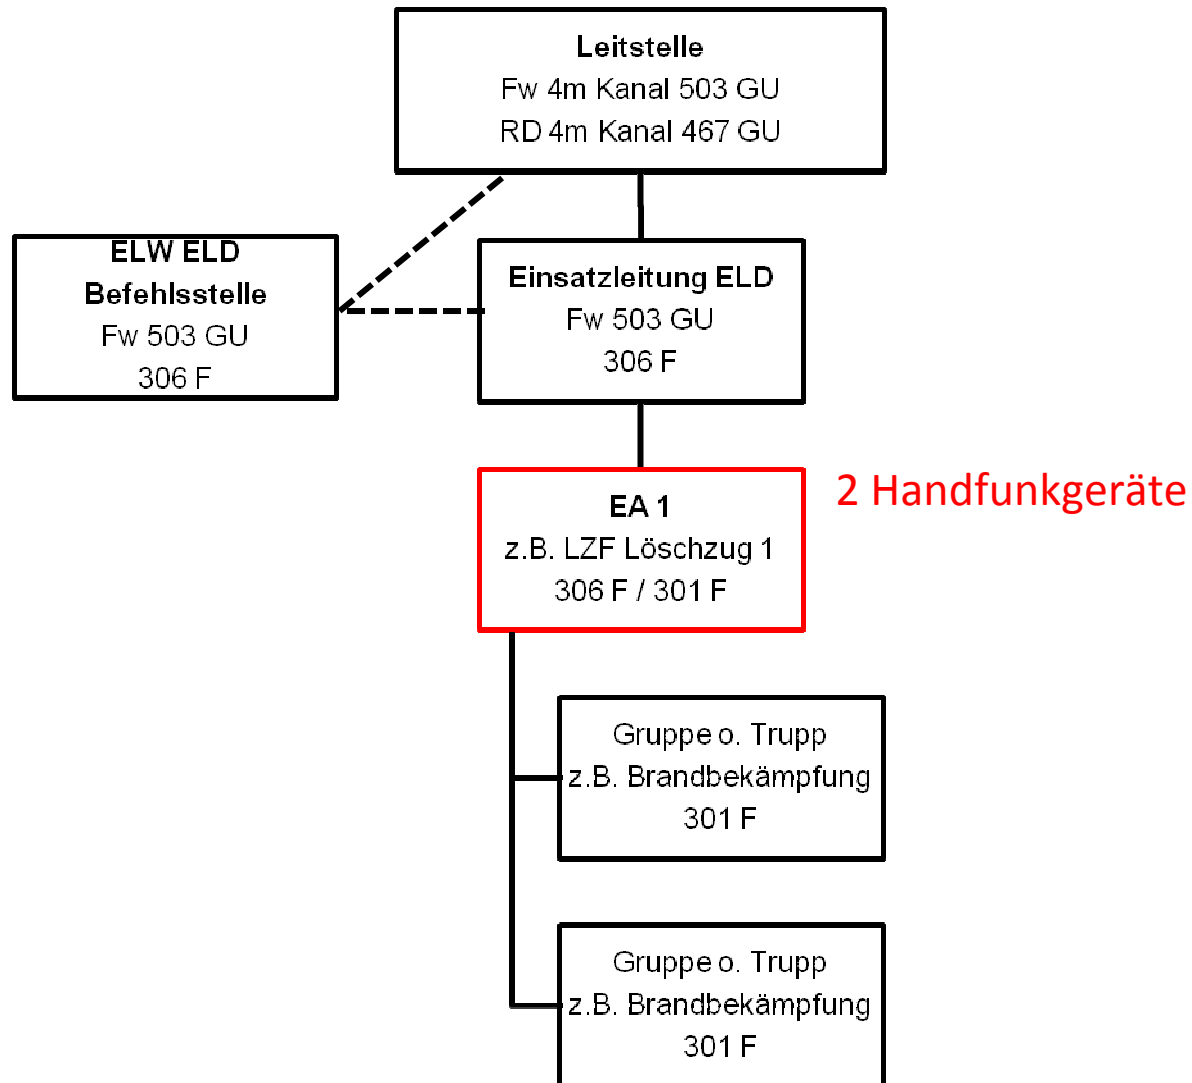 Leitstelle
Fw 4m Kanal 503 GU
RD 4m Kanal 467 GU
ELW ELD
Befehlsstelle
Fw 503 GU
306 F
Einsatzleitung ELD
Fw 503 GU
306 F
EA 1
z.B. LZF Löschzug 1
306 F / 301 F
2 Handfunkgeräte
Gruppe o. Trupp
z.B. Brandbekämpfung
301 F
Gruppe o. Trupp
z.B. Brandbekämpfung
301 F